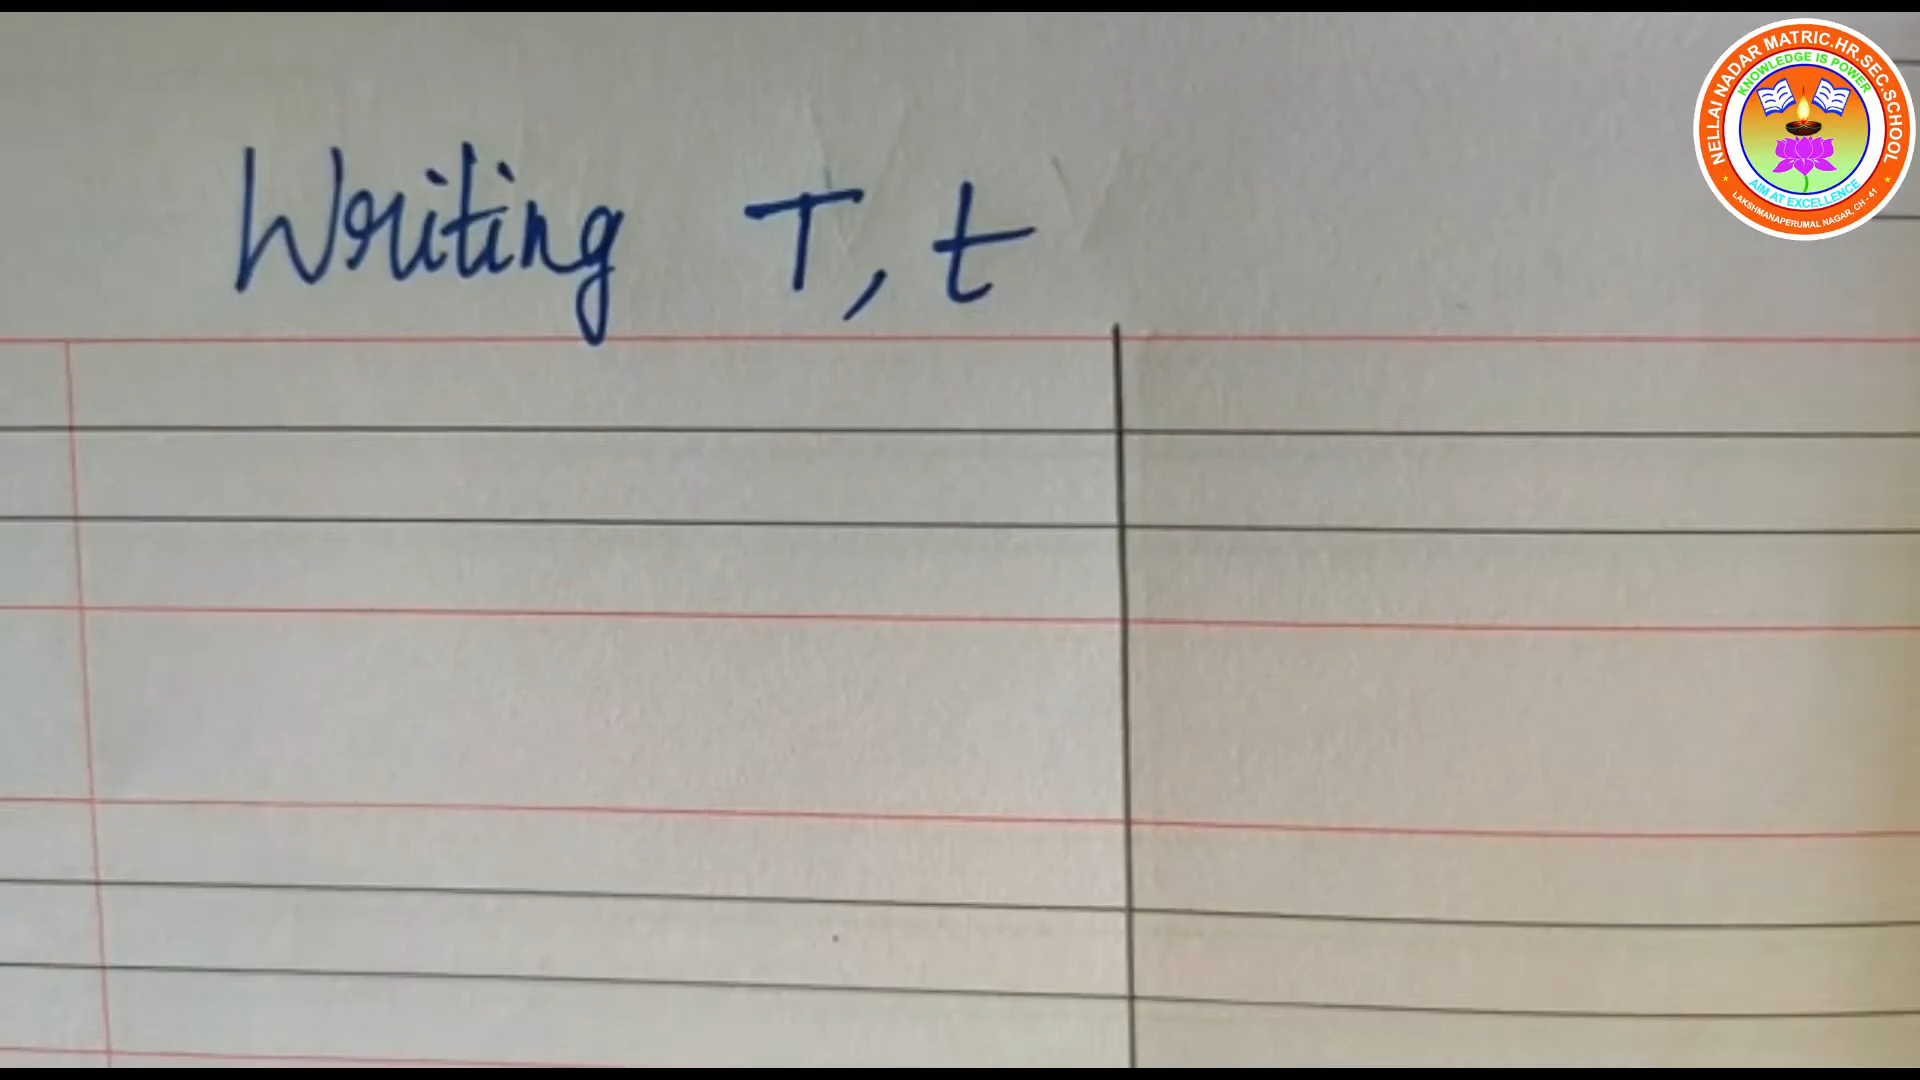 Writing T, t
NELLAI NADAR MATRIC.HR.SEC.SCHOOL
KNOWLEDGE IS POWER
AIM AT EXCELLENCE
LAKSHMANAPERUMAL NAGAR, CH - 41